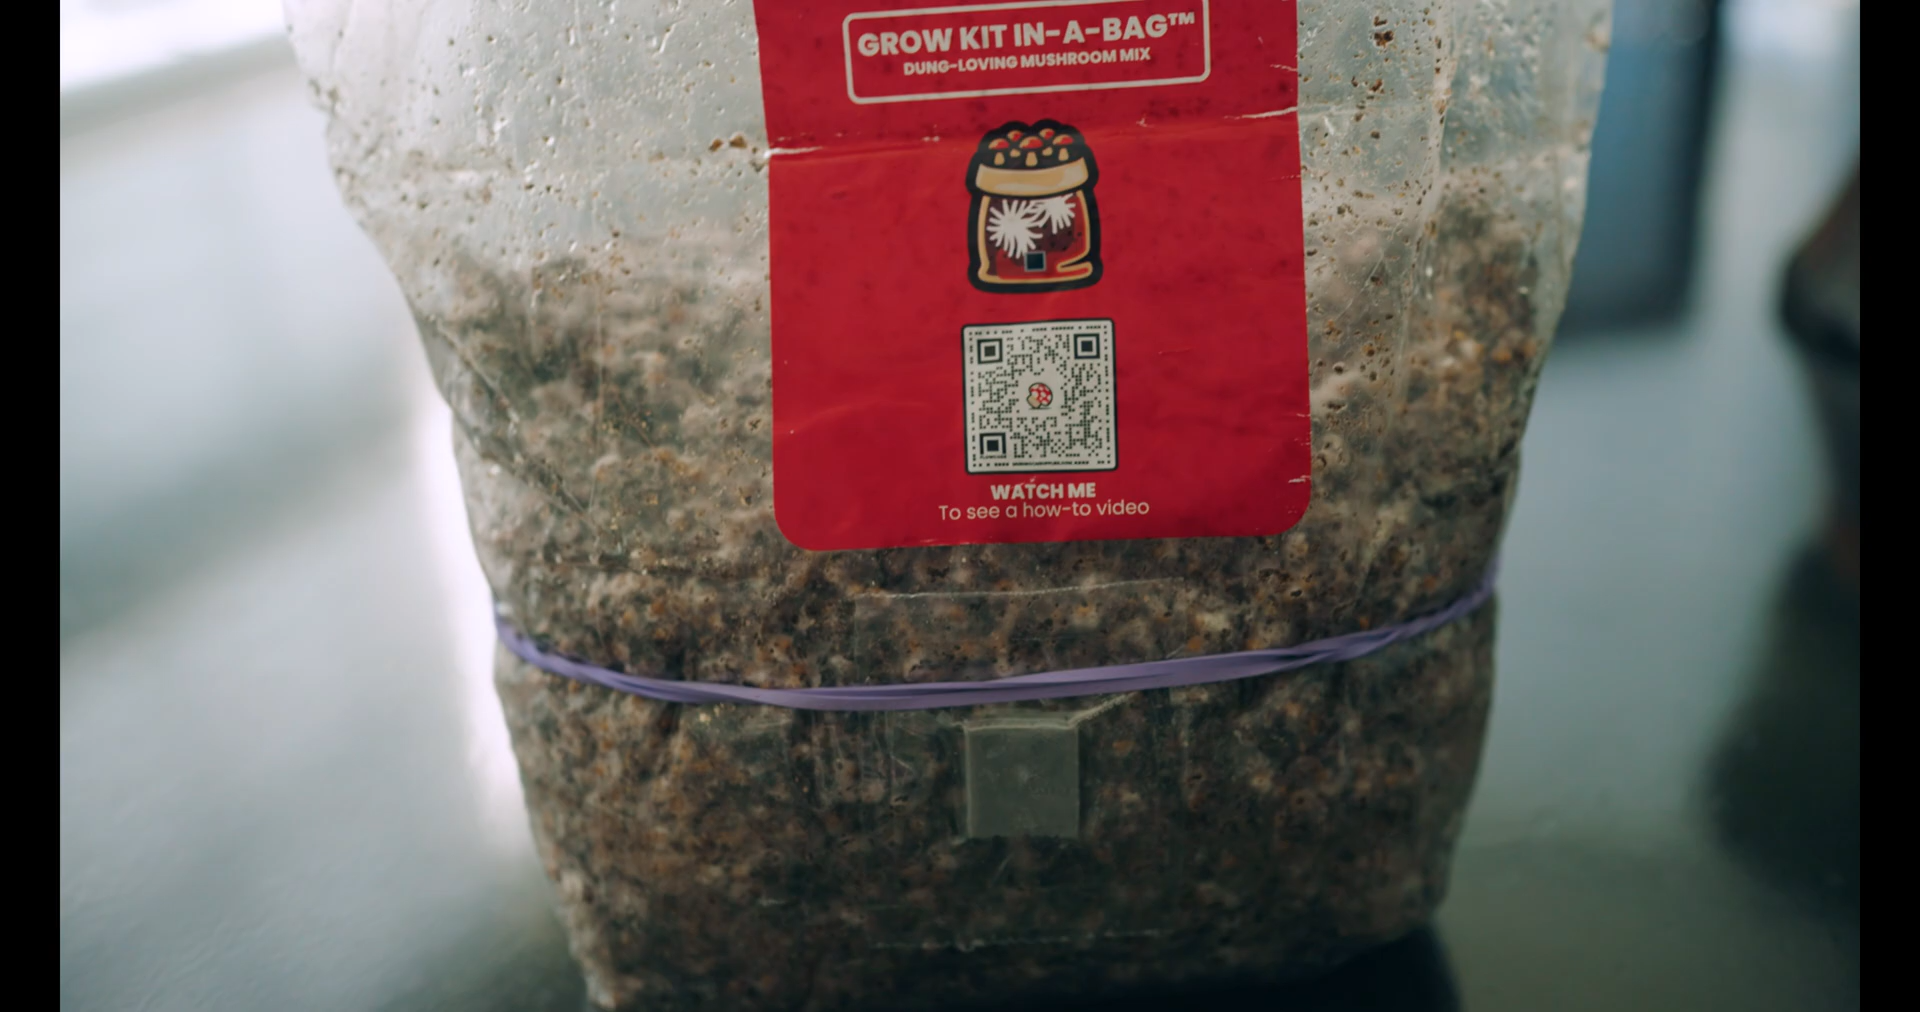 GROW KIT IN-A-BAG™
DUNG-LOVING MUSHROOM MIX
WATCH ME
To see a how-to video